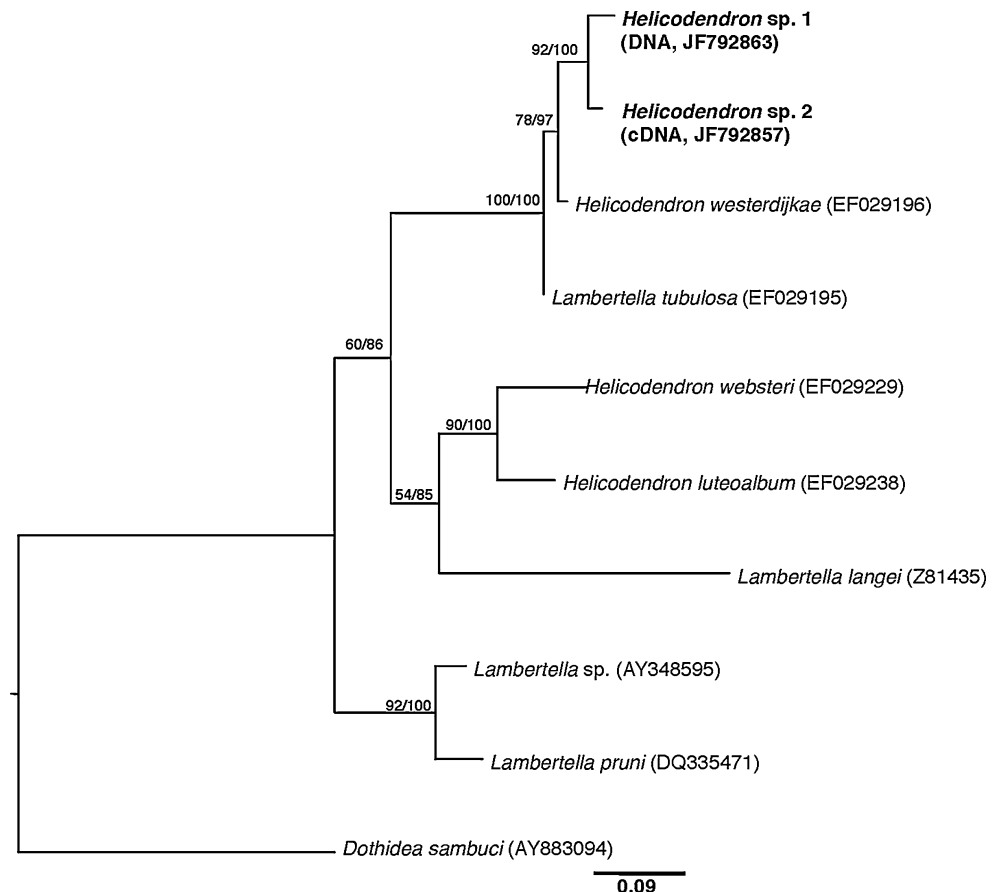 Helicodendron sp. 1
(DNA, JF792863)
92/100
Helicodendron sp. 2
(cDNA, JF792857)
78/97
100/100
Helicodendron westerdijkae (EF029196)
Lambertella tubulosa (EF029195)
60/86
Helicodendron websteri (EF029229)
90/100
Helicodendron luteoalbum (EF029238)
54/85
Lambertella langei (Z81435)
Lambertella sp. (AY348595)
92/100
Lambertella pruni (DQ335471)
Dothidea sambuci (AY883094)
0.09